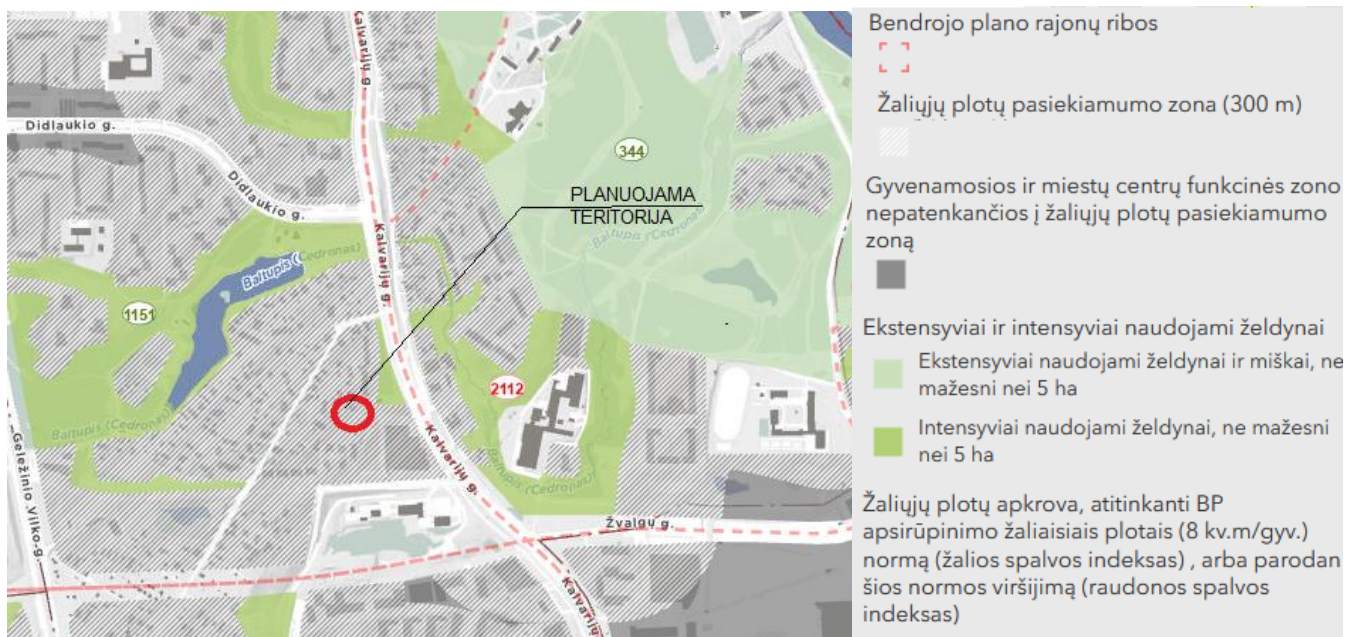 Kalvarijų g.
Didlaukio g.
Didlaukio g.
344
PLANUOJAMA
TERITORIJA
Baltupis (Cedronas)
Kalvarijų g.
Baltupis (Cedronas)
1151
2112
Baltupis (Cedronas)
Kalvarijų g.
Baltupis (Cedronas)
Geležinio Vilko g.
Žvalgų g.
Kalvarijų
Bendrojo plano rajonų ribos
Žaliųjų plotų pasiekiamumo zona (300 m)
Gyvenamosios ir miestų centrų funkcinės zono
nepatenkančios į žaliųjų plotų pasiekiamumo
zoną
Ekstensyviai ir intensyviai naudojami želdynai
Ekstensyviai naudojami želdynai ir miškai, ne
mažesni nei 5 ha
Intensyviai naudojami želdynai, ne mažesni
nei 5 ha
Žaliųjų plotų apkrova, atitinkanti BP
apsirūpinimo žaliaisiais plotais (8 kv.m/gyv.)
normą (žalios spalvos indeksas) , arba parodan
šios normos viršijimą (raudonos spalvos
indeksas)